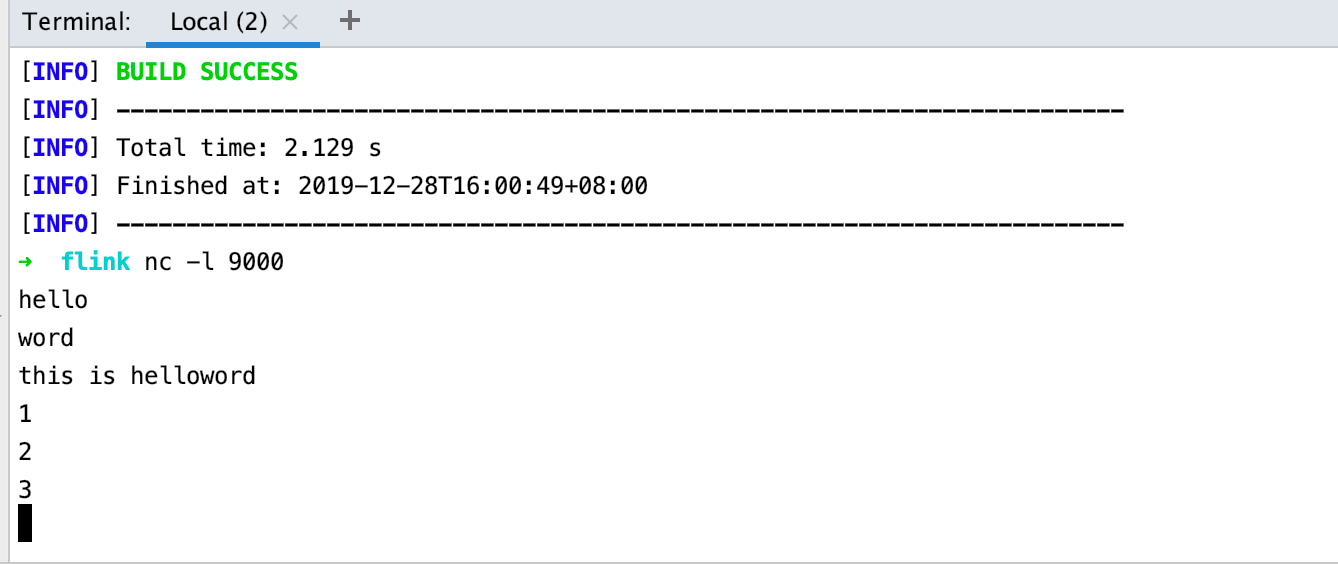 Terminal: Local (2) × +
[INFO] BUILD SUCCESS
[INFO] ------------------------------------------------------------------------
[INFO] Total time: 2.129 s
[INFO] Finished at: 2019-12-28T16:00:49+08:00
[INFO] ------------------------------------------------------------------------
→ flink nc -l 9000
hello
word
this is helloword
1
2
3